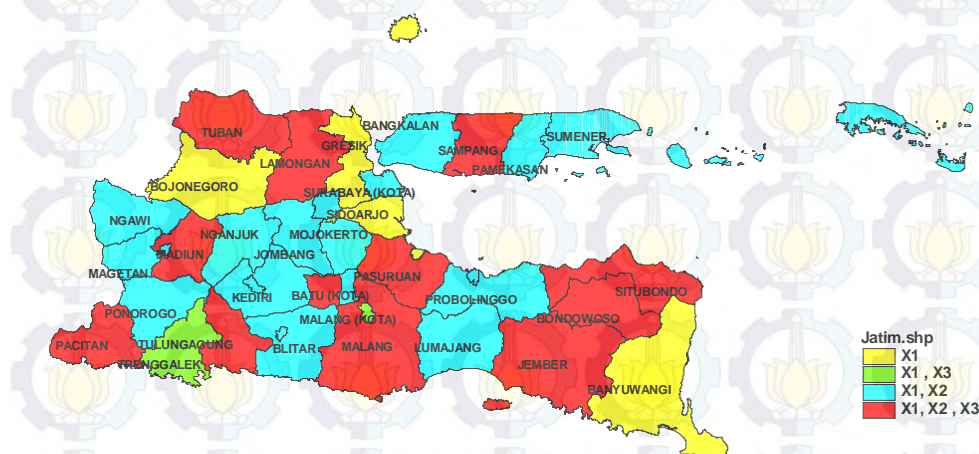 TUBAN
BANGKALAN
GRESIK
SUMENER
SAMPANG
LAMONGAN
PAMEKASAN
BOJONEGORO
SURABAYA (KOTA)
SIDOARJO
NGAWI
NGANJUK
MOJOKERTO
MADIUN
JOMBANG
MAGETAN
PASURUAN
KEDIRI
BATU (KOTA)
PROBOLINGGO
SITUBONDO
PONOROGO
MALANG (KOTA)
BONDOWOSO
PACITAN
TULUNGAGUNG
BLITAR
MALANG
LUMAJANG
TRENGGALEK
JEMBER
BANYUWANGI
Jatim.shp
X1
X1 , X3
X1, X2
X1, X2 , X3